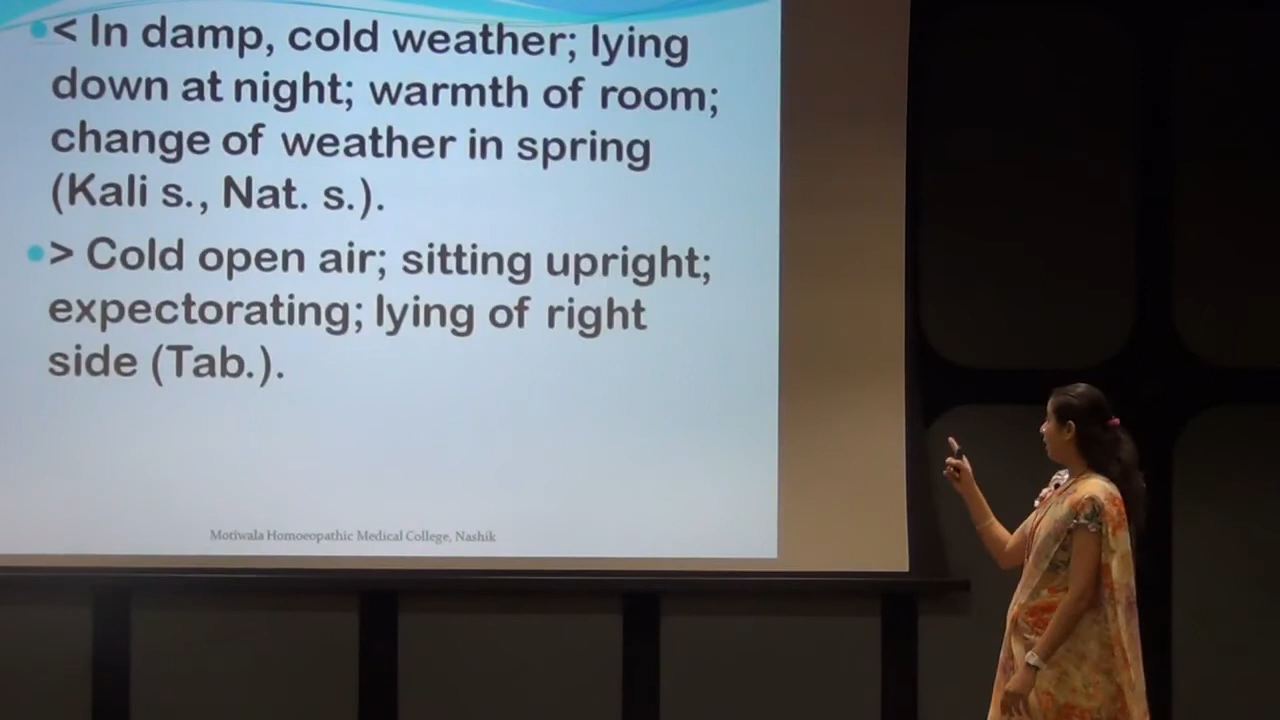 < In damp, cold weather; lying
down at night; warmth of room;
change of weather in spring
(Kali s., Nat. s.).
> Cold open air; sitting upright;
expectorating; lying of right
side (Tab.).
Motiwala Homoeopathic Medical College, Nashik